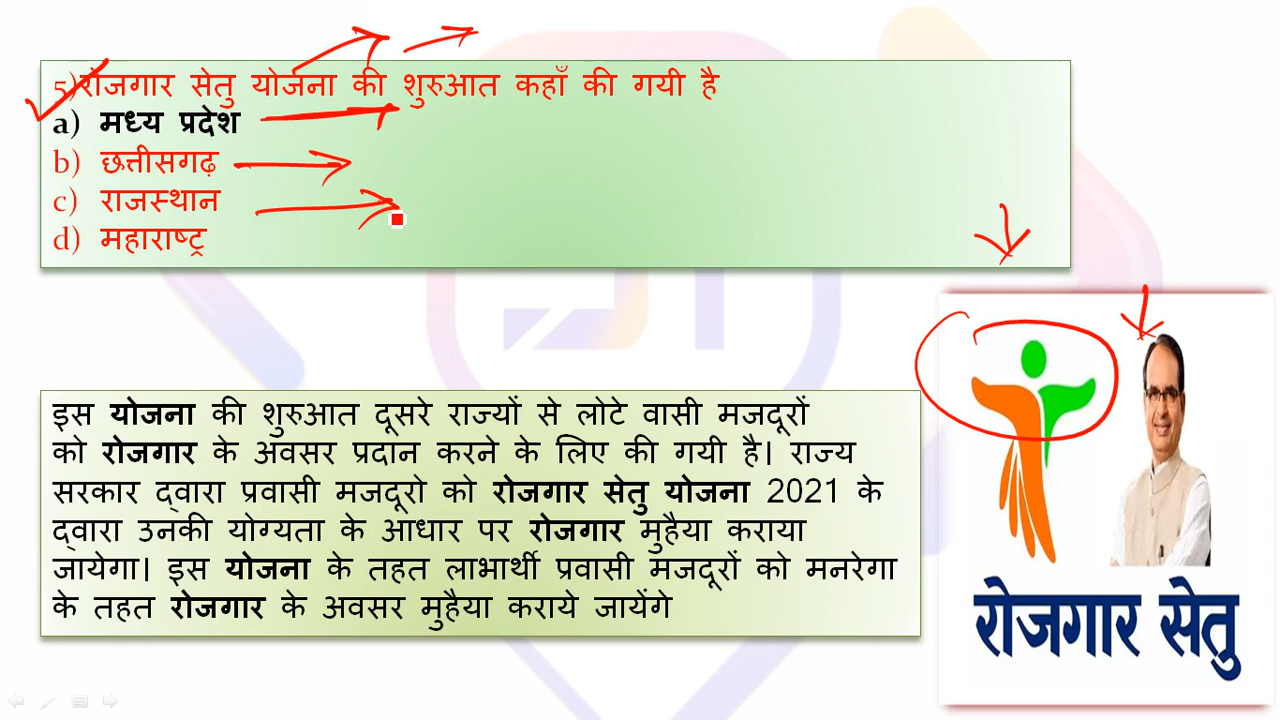 5)रोजगार सेतु योजना की शुरुआत कहाँ की गयी है
a) मध्य प्रदेश
b) छत्तीसगढ़
c) राजस्थान
d) महाराष्ट्र
इस योजना की शुरुआत दूसरे राज्यों से लोटे वासी मजदूरों
को रोजगार के अवसर प्रदान करने के लिए की गयी है। राज्य
सरकार द्वारा प्रवासी मजदूरो को रोजगार सेतु योजना 2021 के
द्वारा उनकी योग्यता के आधार पर रोजगार मुहैया कराया
जायेगा। इस योजना के तहत लाभार्थी प्रवासी मजदूरों को मनरेगा
के तहत रोजगार के अवसर मुहैया कराये जायेंगे
रोजगार सेतु